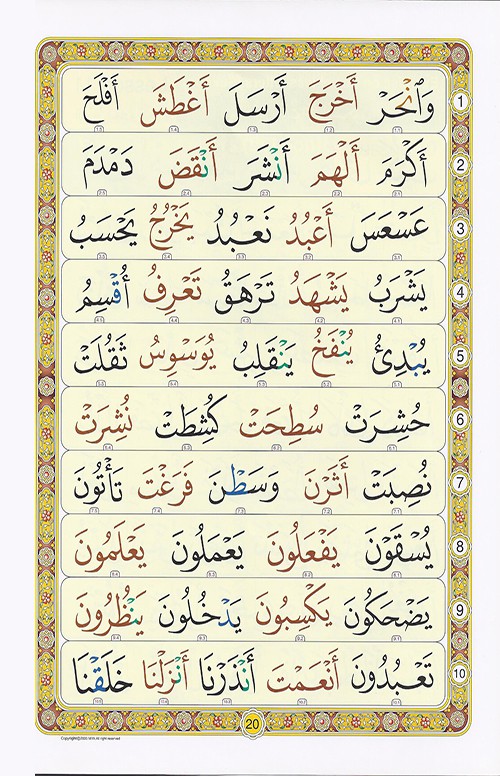 وَٱنْحَرْ أَخْرَجَ أَرْسَلَ أَغْطَشَ أَفْلَحَ 1
أَكْرَمَ أَلْهَمَ أَنْشَرَ أَنْقَضَ دَمْدَمَ 2
عَسْعَسَ أَعْبُدُ نَعْبُدُ يَخْرُجُ يَحْسَبُ 3
يَشْرَبُ يَشْهَدُ تَرْهَقُ تَعْرِفُ أُقْسِمُ 4
يُبْدِئُ يُنْفَخُ يَنْقَلِبُ يُوَسْوِسُ ثَقُلَتْ 5
حُشِرَتْ سُطِحَتْ كُشِطَتْ نُشِرَتْ 6
نُصِبَتْ أَثَرْنَ وَسَطْنَ فَرَغْتَ تَأْتُونَ 7
يُسْقَوْنَ يَفْعَلُونَ يَعْمَلُونَ يَعْلَمُونَ 8
يَضْحَكُونَ يَكْسِبُونَ يَدْخُلُونَ يَنْظُرُونَ 9
تَعْبُدُونَ أَنْعَمْتَ أَنْذَرْنَا أَنْزَلْنَا خَلَقْنَا 10
20